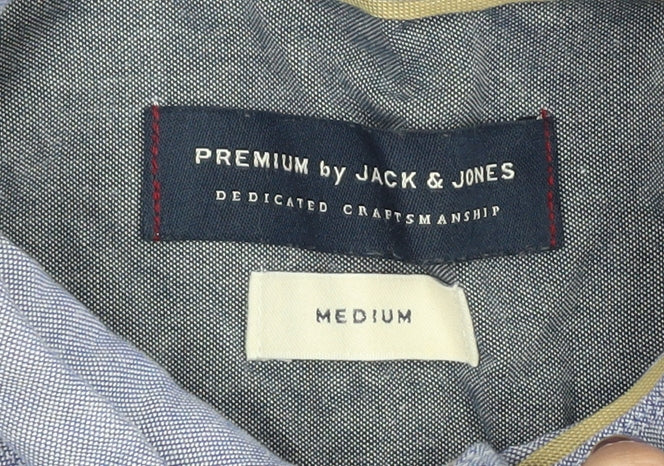 PREMIUM by JACK & JONES
DEDICATED CRAFTSMANSHIP
MEDIUM